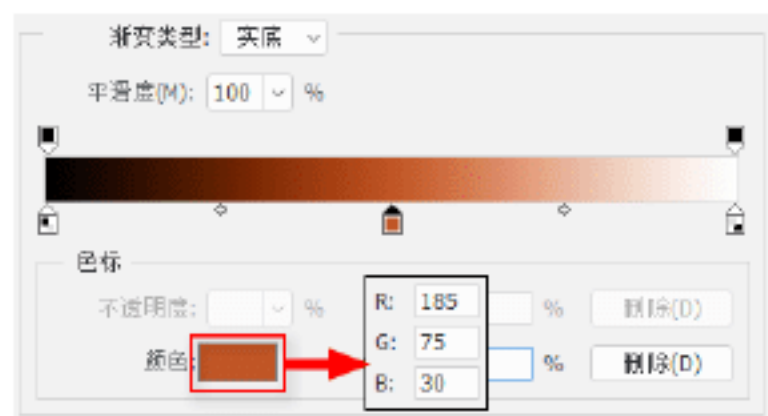 渐变类型: 实底
平滑度(M): 100 %
色标
不透明度: % % 删除(D)
颜色: % 删除(D)
R: 185
G: 75
B: 30